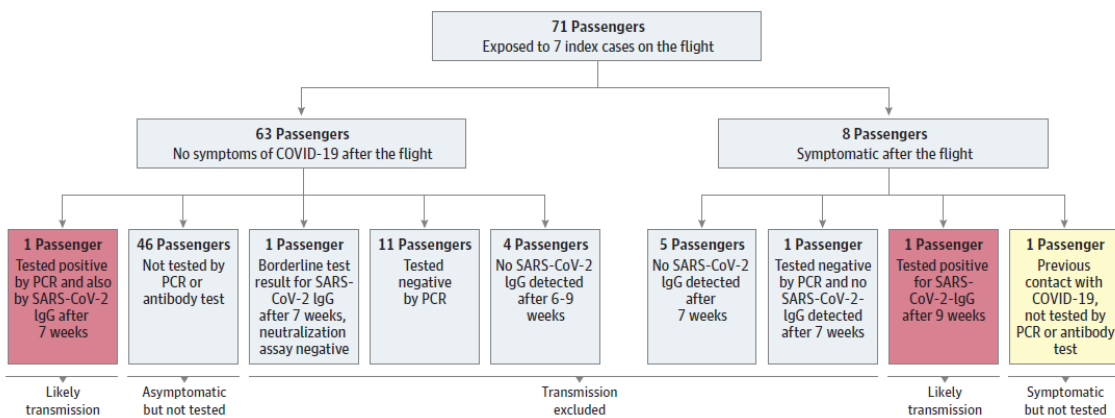 71 Passengers
Exposed to 7 index cases on the flight
63 Passengers
No symptoms of COVID-19 after the flight
8 Passengers
Symptomatic after the flight
1 Passenger
Tested positive
by PCR and also
by SARS-CoV-2
IgG after
7 weeks
46 Passengers
Not tested by
PCR or
antibody test
1 Passenger
Borderline test
result for SARS-
CoV-2 IgG
after 7 weeks,
neutralization
assay negative
11 Passengers
Tested
negative
by PCR
4 Passengers
No SARS-CoV-2
IgG detected
after 6-9
weeks
5 Passengers
No SARS-CoV-2
IgG detected
after
7 weeks
1 Passenger
Tested negative
by PCR and no
SARS-CoV-2-
IgG detected
after 7 weeks
1 Passenger
Tested positive
for SARS-
CoV-2-IgG
after 9 weeks
1 Passenger
Previous
contact with
COVID-19,
not tested by
PCR or antibody
test
Likely
transmission
Asymptomatic
but not tested
Transmission
excluded
Likely
transmission
Symptomatic
but not tested